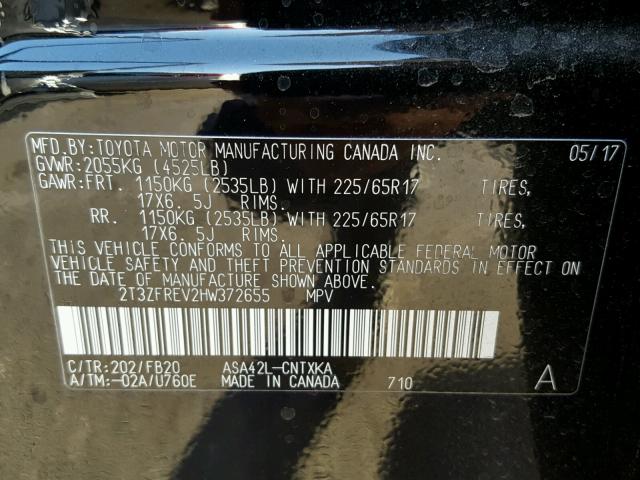 MFD.BY:TOYOTA MOTOR MANUFACTURING CANADA INC. 05/17
GVWR:2055KG (4525LB)
GAWR:FRT. 1150KG (2535LB) WITH 225/65R17 TIRES,
17X6.5J RIMS.
RR. 1150KG (2535LB) WITH 225/65R17 TIRES,
17X6.5J RIMS.
THIS VEHICLE CONFORMS TO ALL APPLICABLE FEDERAL MOTOR
VEHICLE SAFETY AND THEFT PREVENTION STANDARDS IN EFFECT ON
THE DATE OF MANUFACTURE SHOWN ABOVE.
2T3ZFREV2HW372655 MPV
C/TR:202/FB20 ASA42L-CNTXKA
A/TM:-02A/U760E MADE IN CANADA 710 A